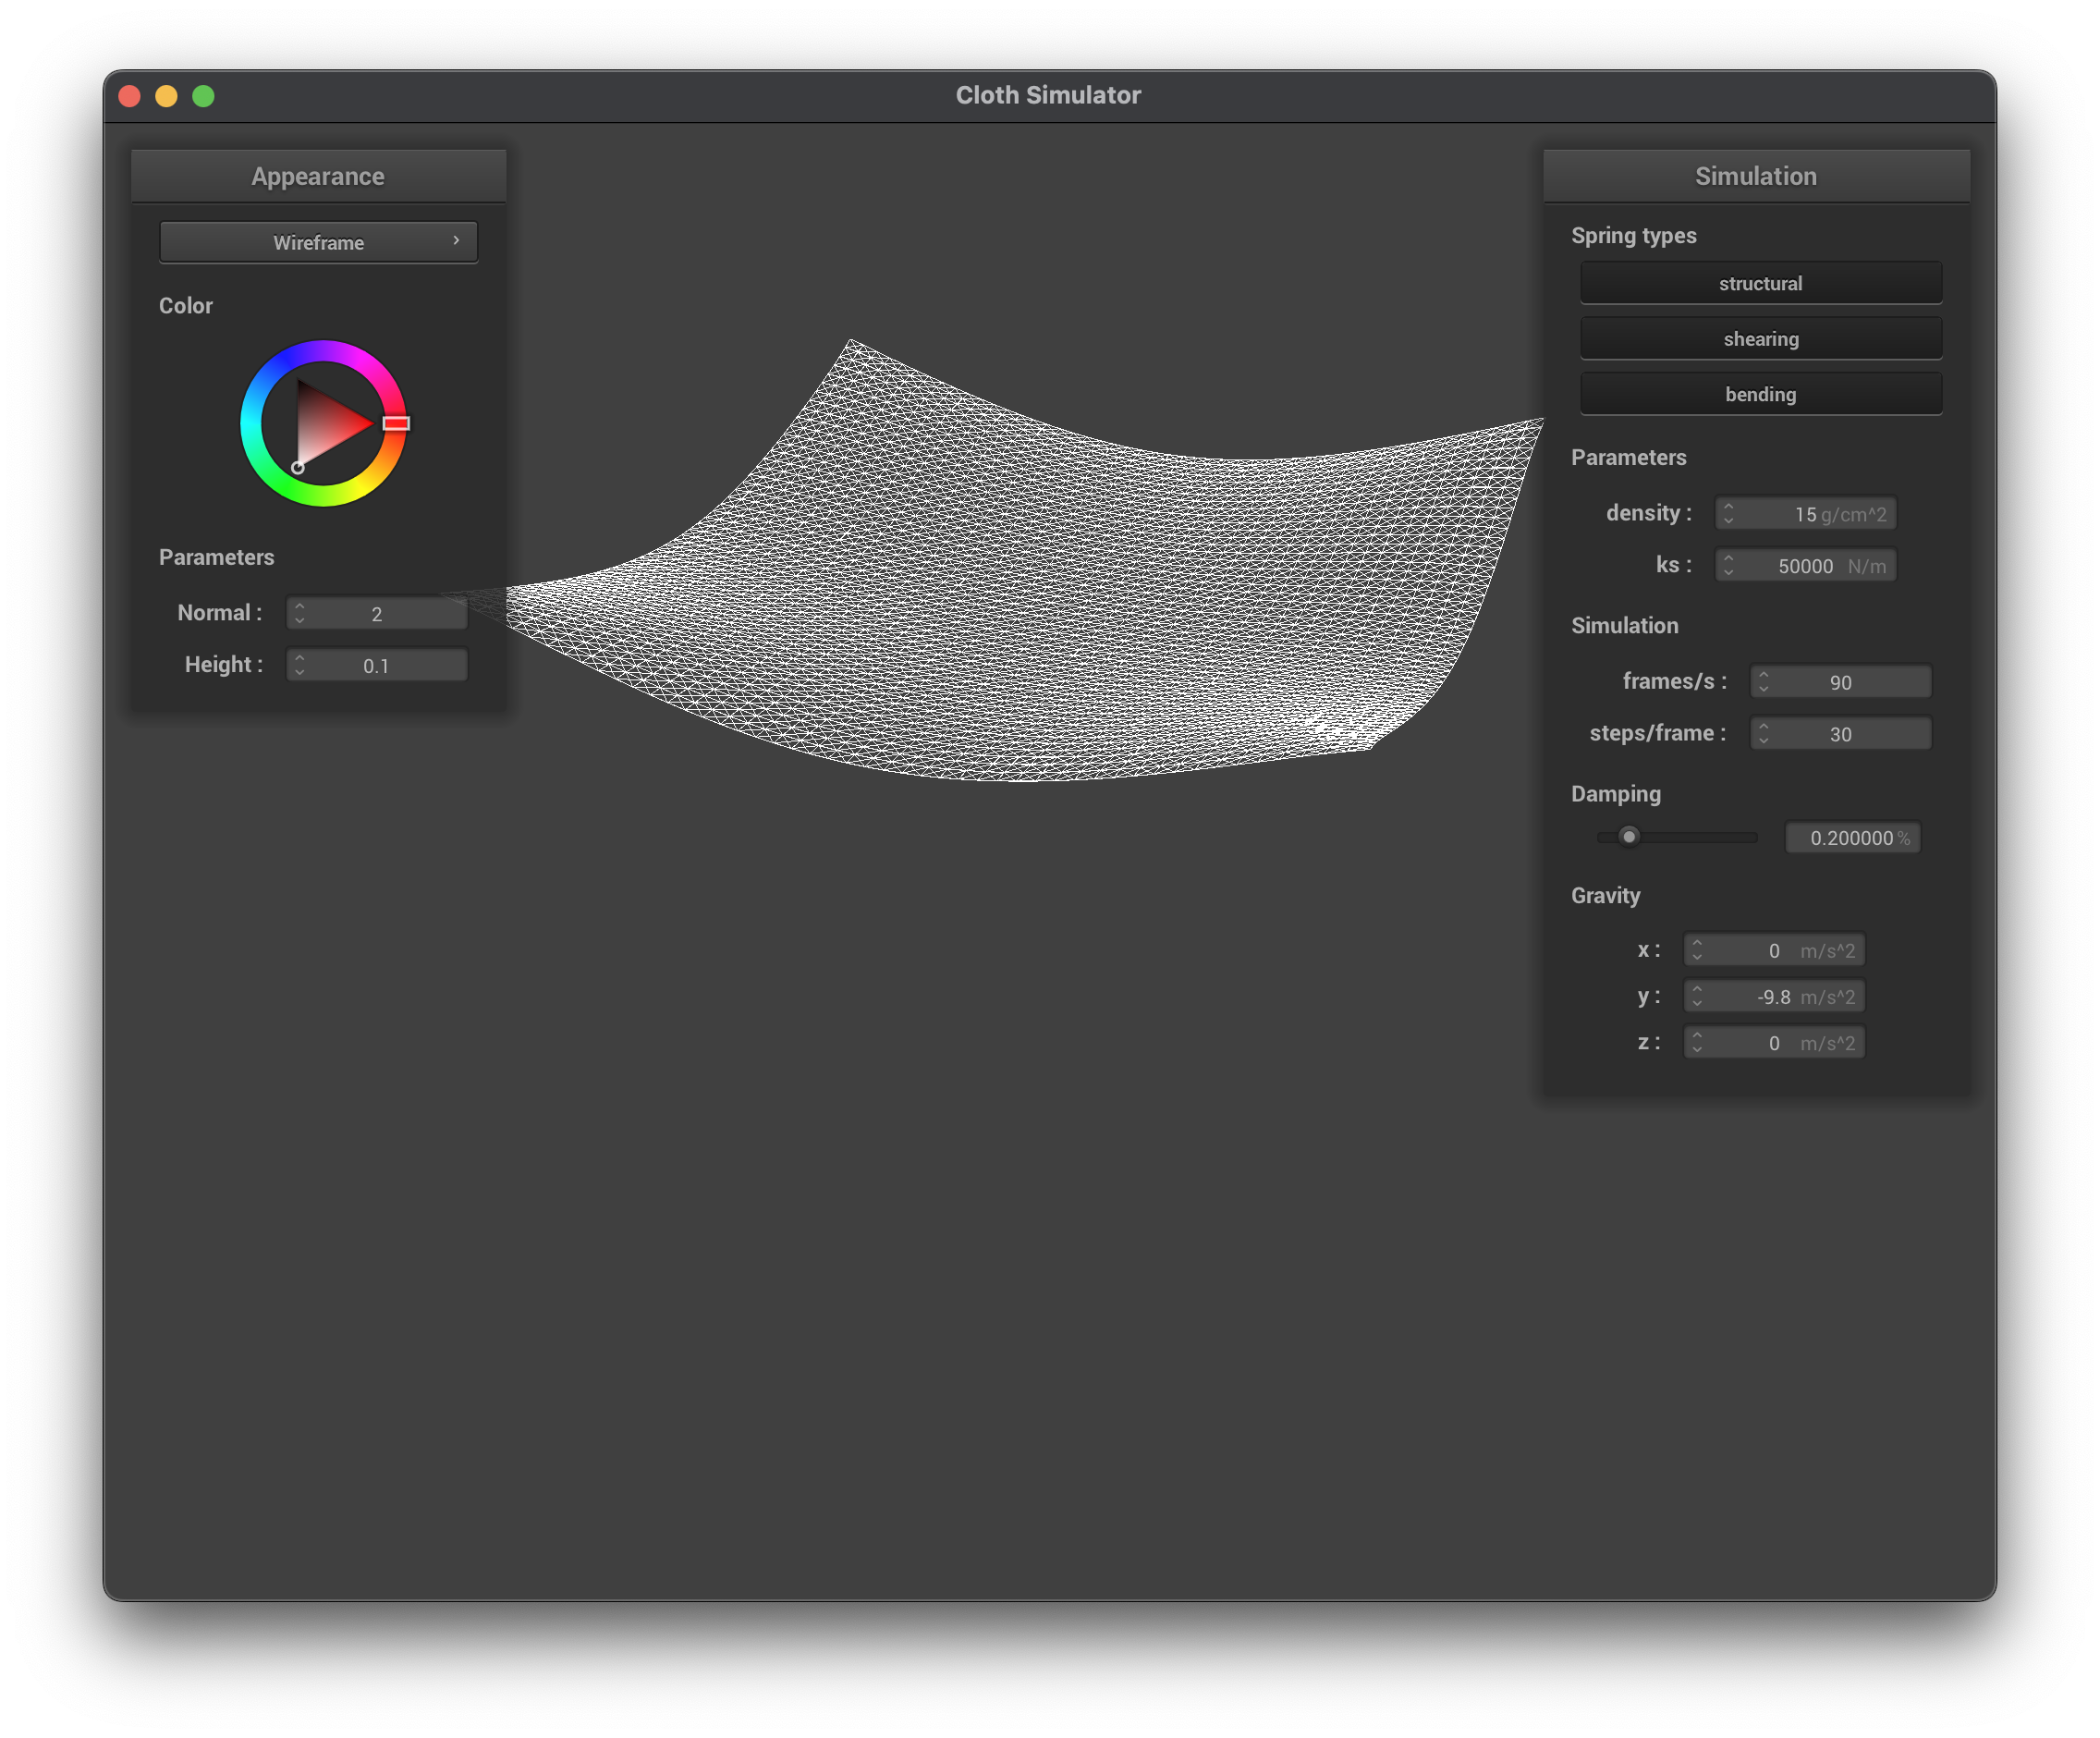 Cloth Simulator
Appearance
Wireframe
Color
Parameters
Normal : 2
Height : 0.1
Simulation
Spring types
structural
shearing
bending
Parameters
density : 15 g/cm^2
ks : 50000 N/m
Simulation
frames/s : 90
steps/frame : 30
Damping
0.200000 %
Gravity
x : 0 m/s^2
y : -9.8 m/s^2
z : 0 m/s^2